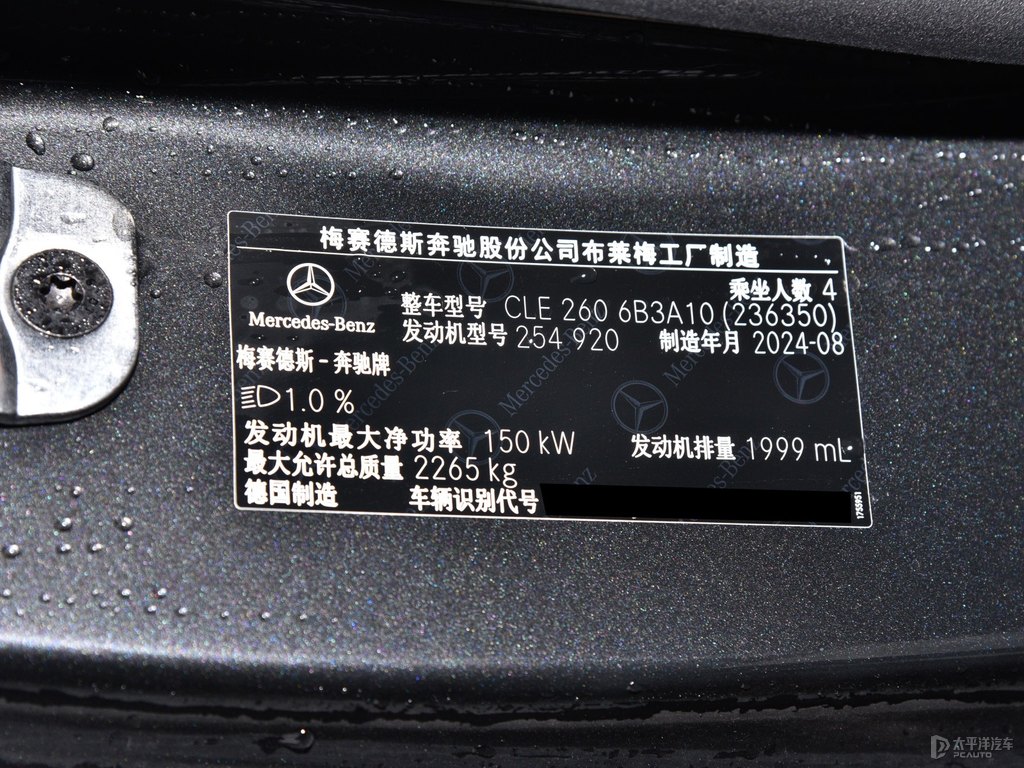 梅赛德斯奔驰股份公司布莱梅工厂制造
乘坐人数 4
Mercedes-Benz
整车型号 CLE 260 6B3A10 (236350)
发动机型号 254 920 制造年月 2024-08
梅赛德斯 - 奔驰牌
1.0 %
发动机最大净功率 150 kW 发动机排量 1999 mL
最大允许总质量 2265 kg
德国制造 车辆识别代号
1755951
太平洋汽车
PCAUTO